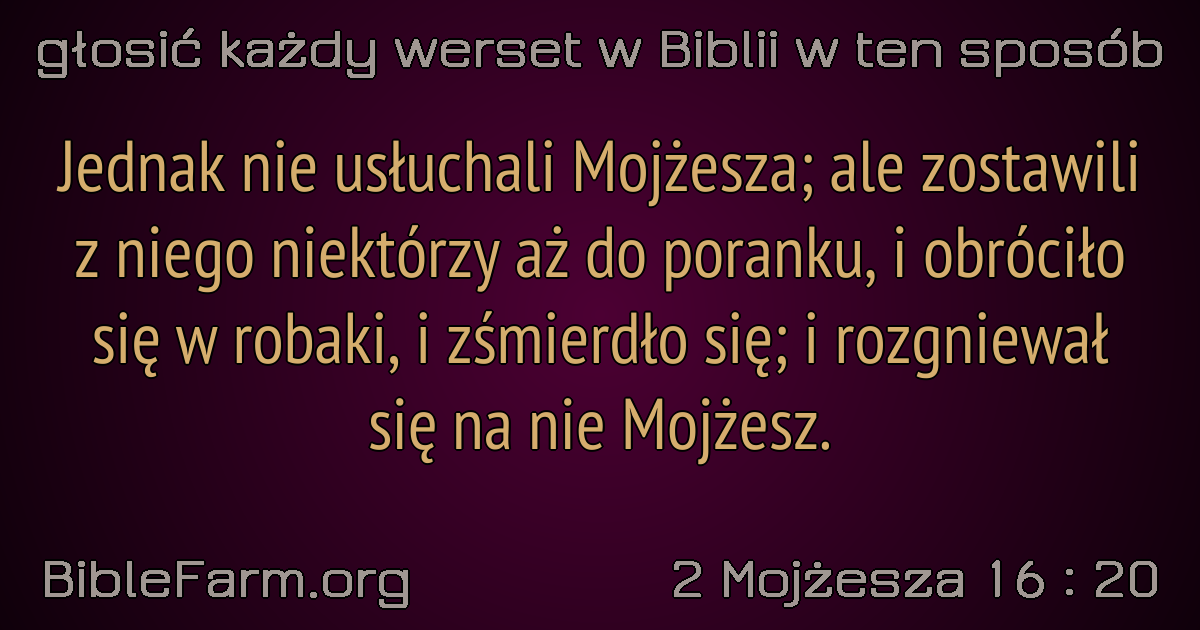 głosić każdy werset w Biblii w ten sposób
Jednak nie usłuchali Mojżesza; ale zostawili
z niego niektórzy aż do poranku, i obróciło
się w robaki, i zśmierdło się; i rozgniewał
się na nie Mojżesz.
BibleFarm.org
2 Mojżesza 16 : 20